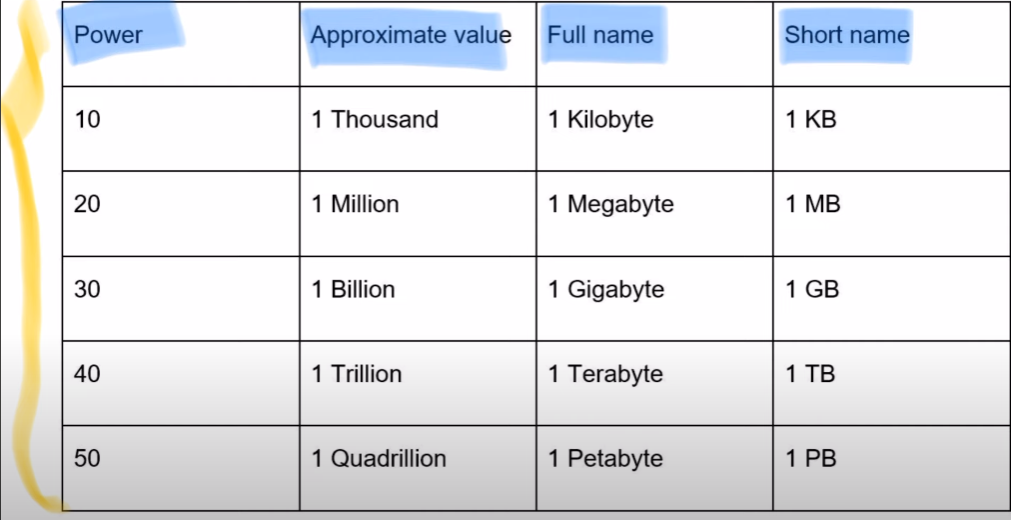 Power Approximate value Full name Short name
10 1 Thousand 1 Kilobyte 1 KB
20 1 Million 1 Megabyte 1 MB
30 1 Billion 1 Gigabyte 1 GB
40 1 Trillion 1 Terabyte 1 TB
50 1 Quadrillion 1 Petabyte 1 PB